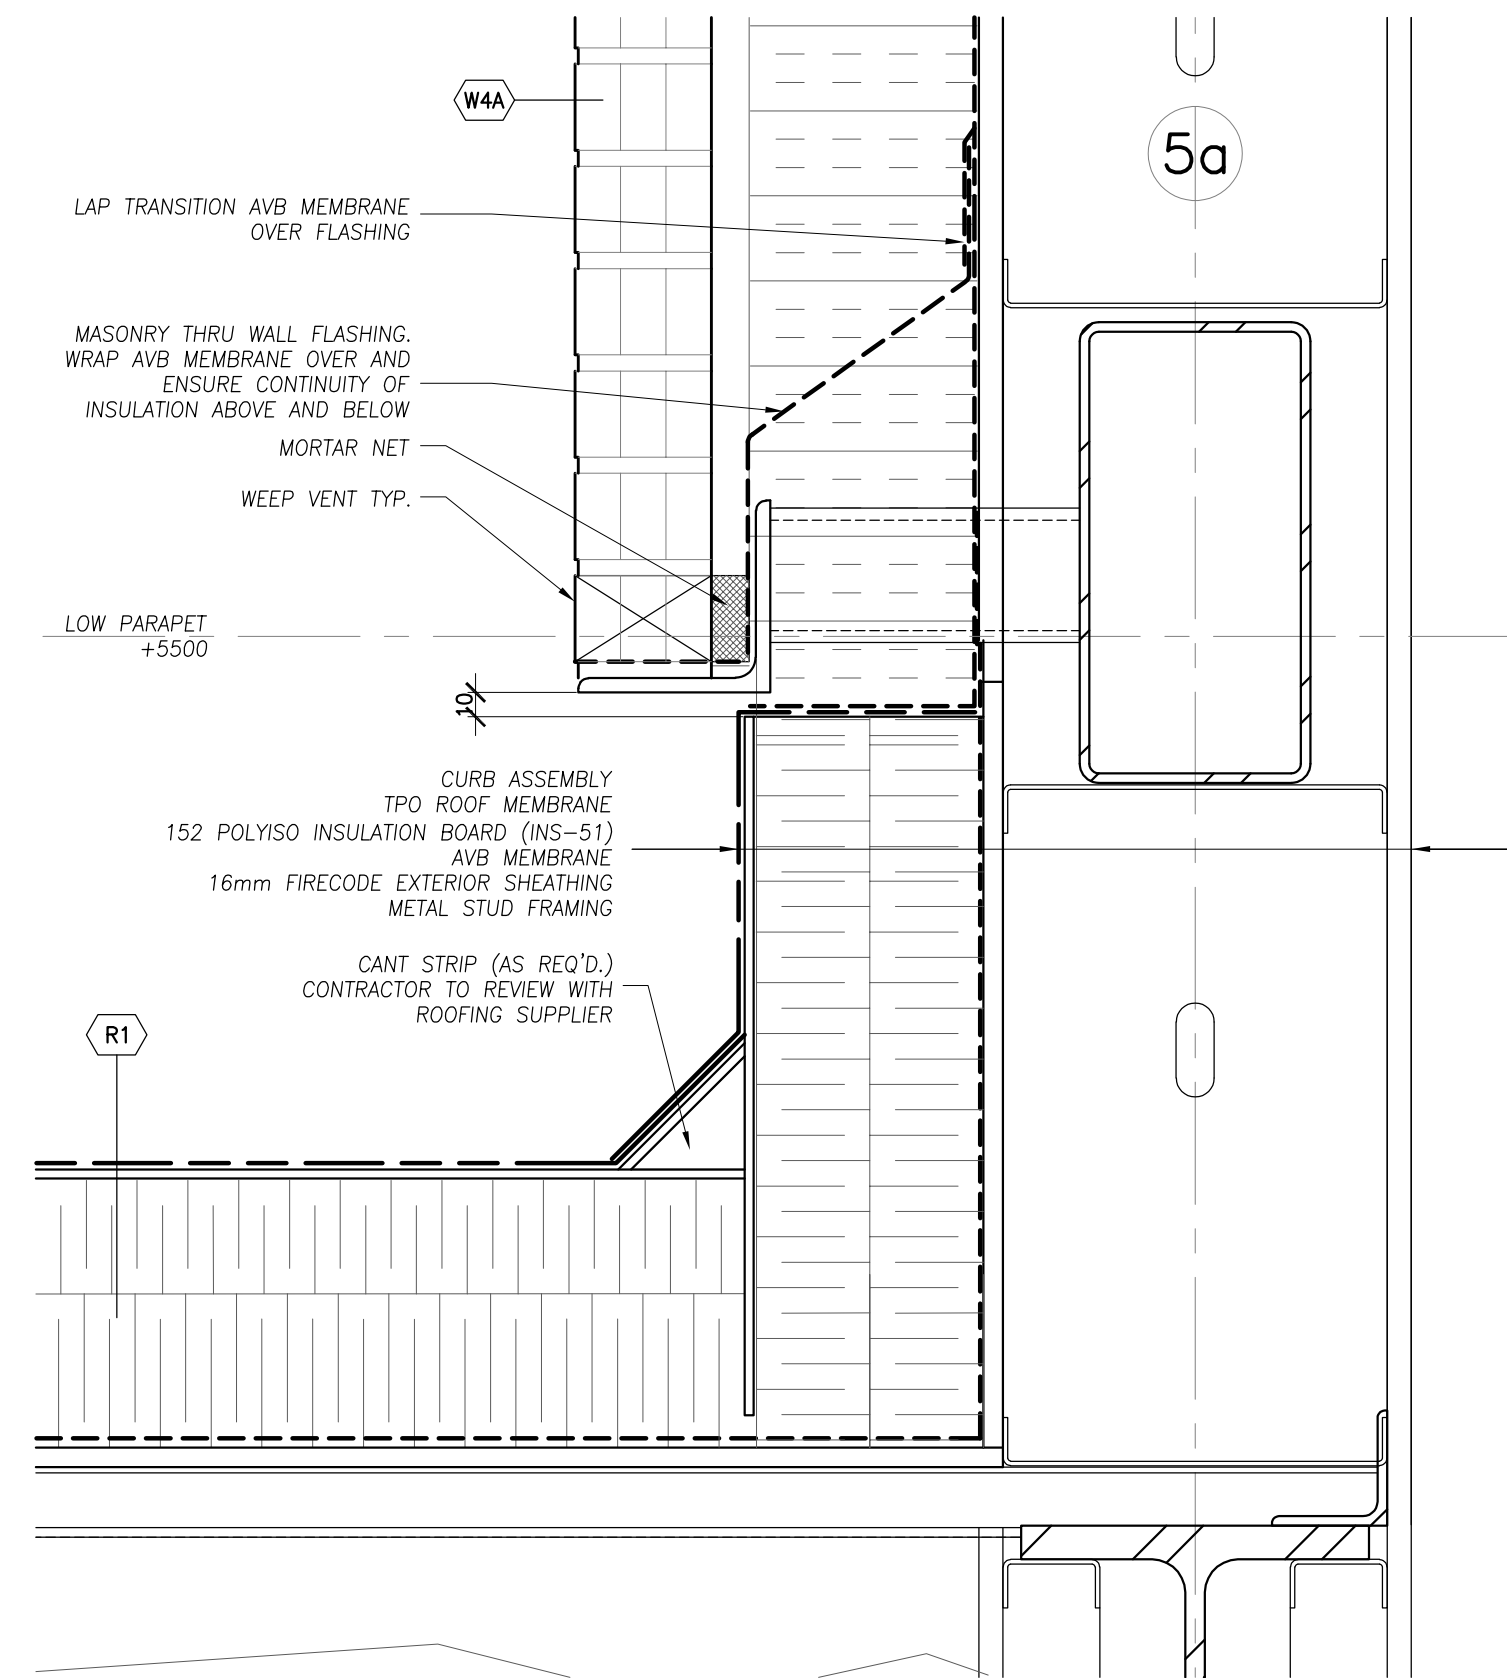 W4A
5a
LAP TRANSITION AVB MEMBRANE
OVER FLASHING
MASONRY THRU WALL FLASHING.
WRAP AVB MEMBRANE OVER AND
ENSURE CONTINUITY OF
INSULATION ABOVE AND BELOW
MORTAR NET
WEEP VENT TYP.
LOW PARAPET
+5500
10
CURB ASSEMBLY
TPO ROOF MEMBRANE
152 POLYISO INSULATION BOARD (INS-51)
AVB MEMBRANE
16mm FIRECODE EXTERIOR SHEATHING
METAL STUD FRAMING
CANT STRIP (AS REQ'D.)
CONTRACTOR TO REVIEW WITH
ROOFING SUPPLIER
R1